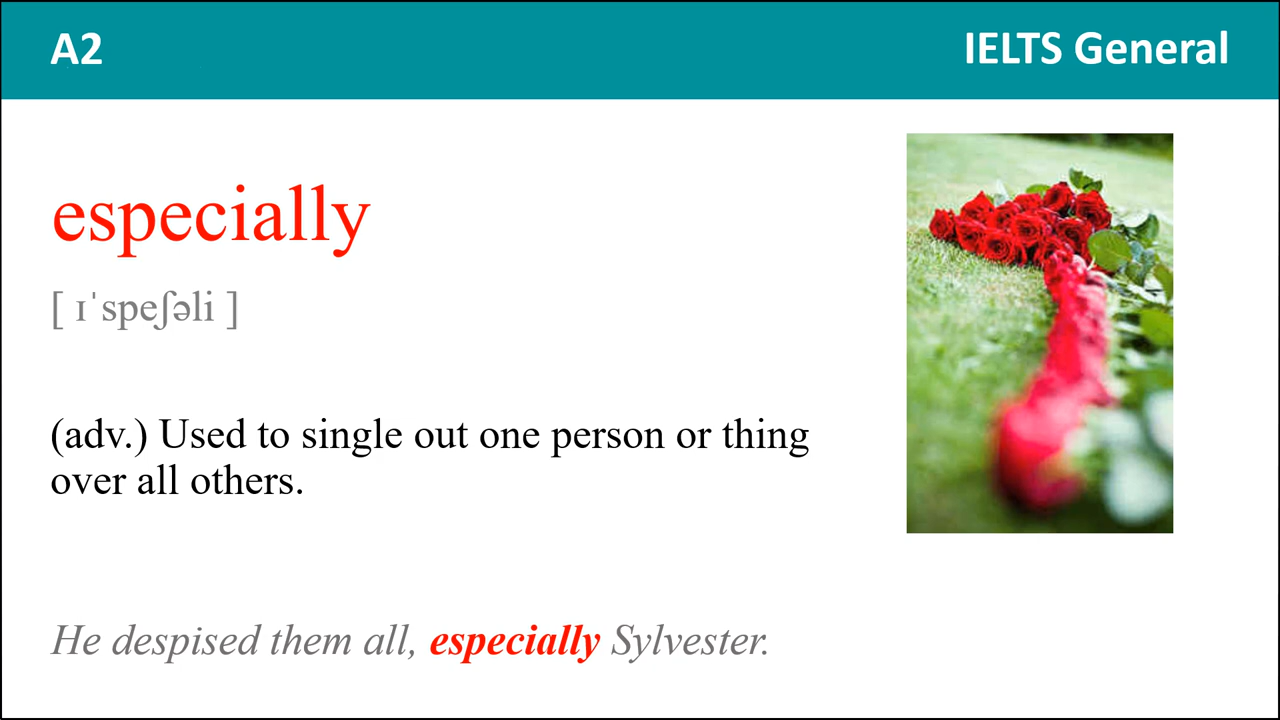 A2
IELTS General
especially
[ ɪˈspeʃəli ]
(adv.) Used to single out one person or thing
over all others.
He despised them all, especially Sylvester.